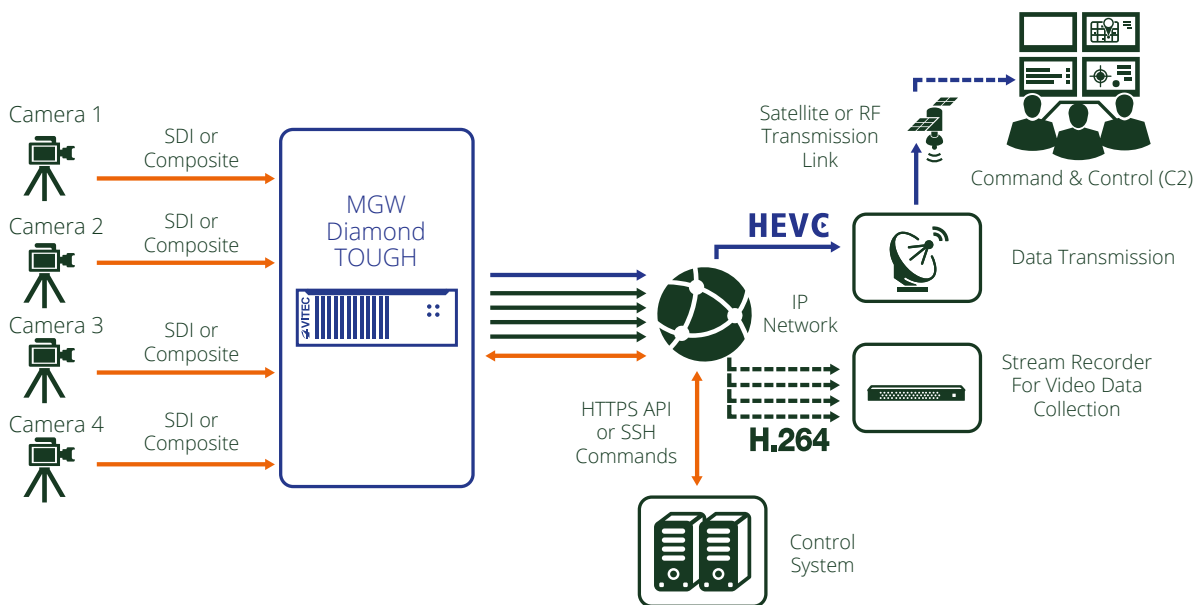 Camera 1
SDI or
Composite
Camera 2
SDI or
Composite
Camera 3
SDI or
Composite
Camera 4
SDI or
Composite
MGW
Diamond
TOUGH
VITEC
HTTPS API
or SSH
Commands
IP
Network
HEVC
H.264
Satellite or RF
Transmission
Link
Command & Control (C2)
Data Transmission
Stream Recorder
For Video Data
Collection
Control
System